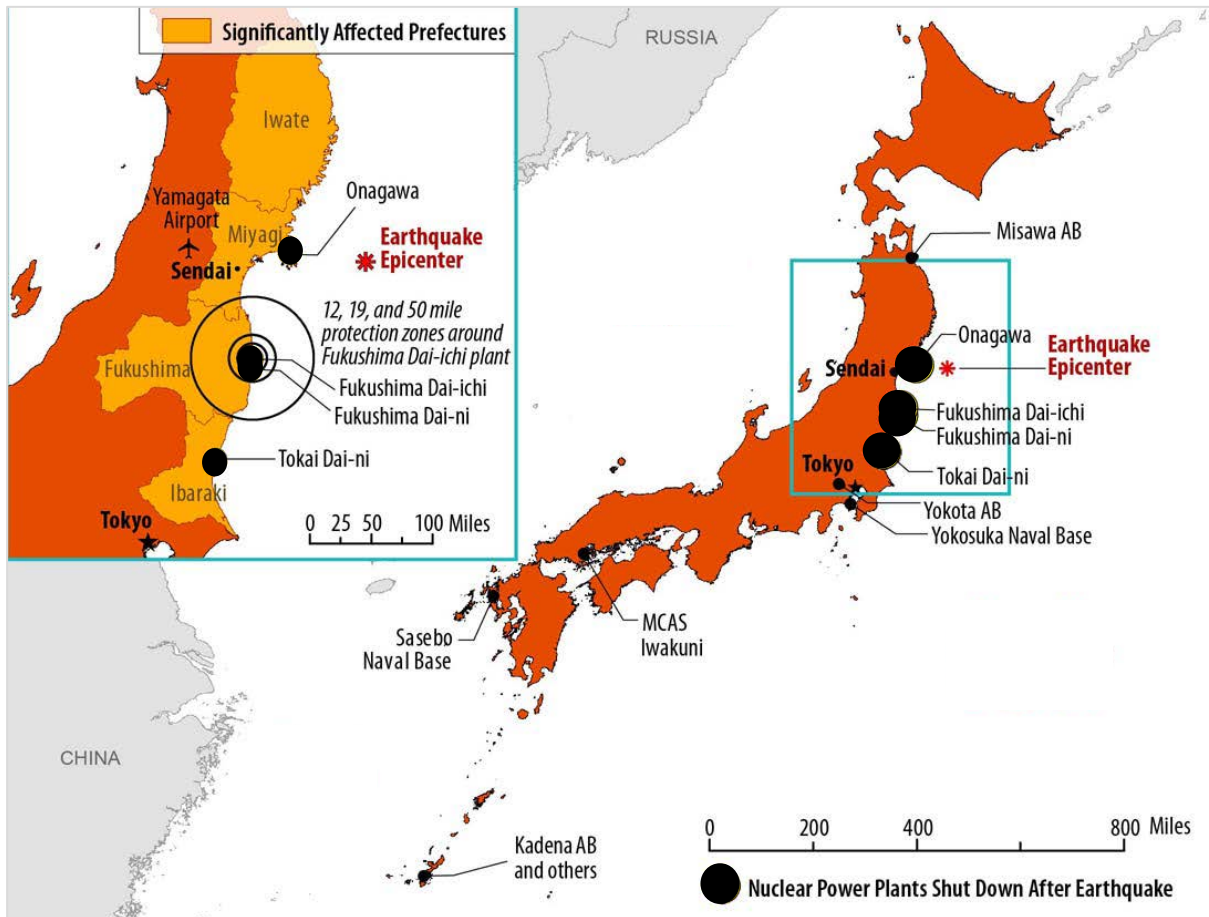 Significantly Affected Prefectures
Iwate
Onagawa
Yamagata
Airport
Miyagi
Earthquake
Epicenter
Sendai
12, 19, and 50 mile
protection zones around
Fukushima Dai-ichi plant
Fukushima
Fukushima Dai-ichi
Fukushima Dai-ni
Tokai Dai-ni
Ibaraki
Tokyo
0 25 50 100 Miles
RUSSIA
Misawa AB
Onagawa
Earthquake
Epicenter
Sendai
Fukushima Dai-ichi
Fukushima Dai-ni
Tokyo
Tokai Dai-ni
Yokota AB
Yokosuka Naval Base
MCAS
Iwakuni
Sasebo
Naval Base
CHINA
Kadena AB
and others
0 200 400 800 Miles
Nuclear Power Plants Shut Down After Earthquake